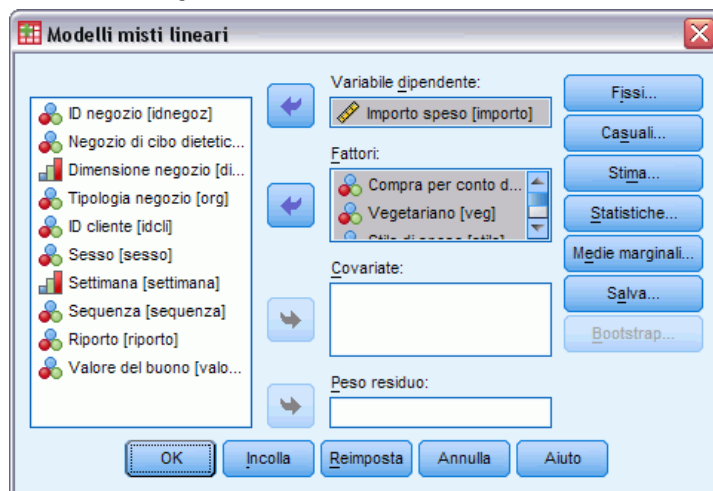 Modelli misti lineari
ID negozio [idnegoz]
Negozio di cibo dietetic...
Dimensione negozio [di...
Tipologia negozio [org]
ID cliente [idcli]
Sesso [sesso]
Settimana [settimana]
Sequenza [sequenza]
Riporto [riporto]
Valore del buono [valo...
Variabile dipendente:
Importo speso [importo]
Fattori:
Compra per conto d...
Vegetariano [veg]
Covariate:
Peso residuo:
Fissi...
Casuali...
Stima...
Statistiche...
Medie marginali...
Salva...
Bootstrap...
OK
Incolla
Reimposta
Annulla
Aiuto